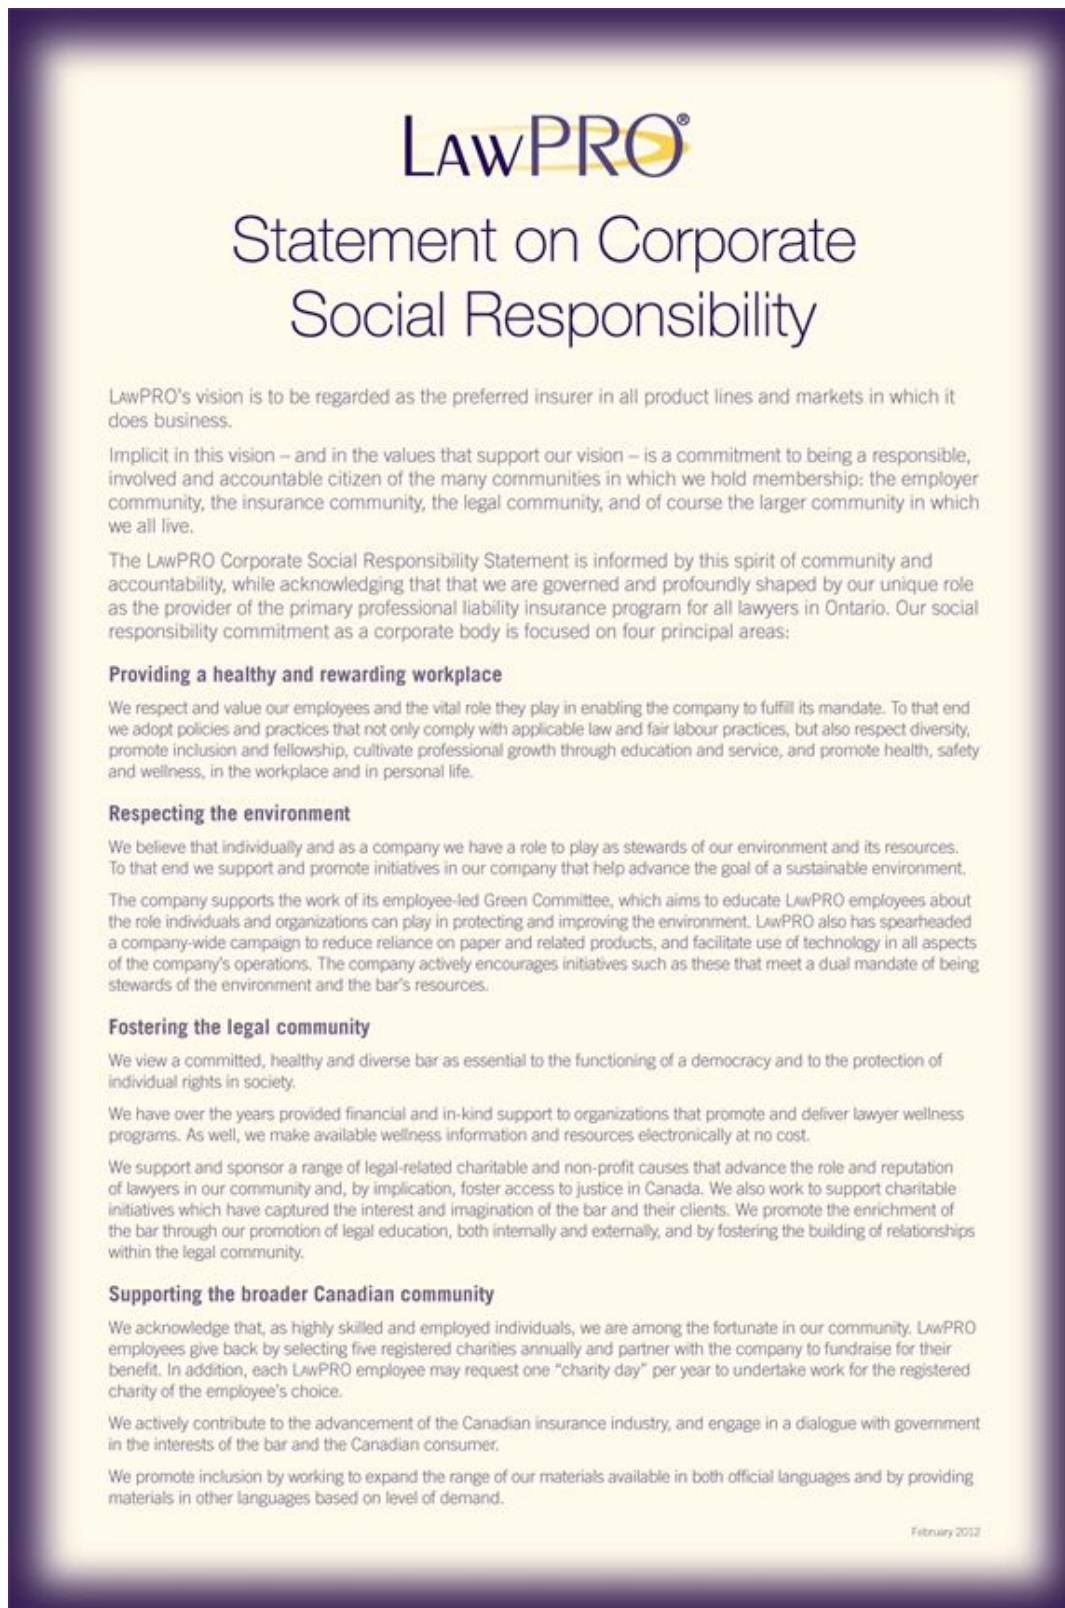 LAWPRO®
Statement on Corporate
Social Responsibility
LAWPRO's vision is to be regarded as the preferred insurer in all product lines and markets in which it
does business.
Implicit in this vision – and in the values that support our vision – is a commitment to being a responsible,
involved and accountable citizen of the many communities in which we hold membership: the employer
community, the insurance community, the legal community, and of course the larger community in which
we all live.
The LAWPRO Corporate Social Responsibility Statement is informed by this spirit of community and
accountability, while acknowledging that that we are governed and profoundly shaped by our unique role
as the provider of the primary professional liability insurance program for all lawyers in Ontario. Our social
responsibility commitment as a corporate body is focused on four principal areas:
Providing a healthy and rewarding workplace
We respect and value our employees and the vital role they play in enabling the company to fulfill its mandate. To that end
we adopt policies and practices that not only comply with applicable law and fair labour practices, but also respect diversity,
promote inclusion and fellowship, cultivate professional growth through education and service, and promote health, safety
and wellness, in the workplace and in personal life.
Respecting the environment
We believe that individually and as a company we have a role to play as stewards of our environment and its resources.
To that end we support and promote initiatives in our company that help advance the goal of a sustainable environment.
The company supports the work of its employee-led Green Committee, which aims to educate LAWPRO employees about
the role individuals and organizations can play in protecting and improving the environment. LAWPRO also has spearheaded
a company-wide campaign to reduce reliance on paper and related products, and facilitate use of technology in all aspects
of the company's operations. The company actively encourages initiatives such as these that meet a dual mandate of being
stewards of the environment and the bar's resources.
Fostering the legal community
We view a committed, healthy and diverse bar as essential to the functioning of a democracy and to the protection of
individual rights in society.
We have over the years provided financial and in-kind support to organizations that promote and deliver lawyer wellness
programs. As well, we make available wellness information and resources electronically at no cost.
We support and sponsor a range of legal-related charitable and non-profit causes that advance the role and reputation
of lawyers in our community and, by implication, foster access to justice in Canada. We also work to support charitable
initiatives which have captured the interest and imagination of the bar and their clients. We promote the enrichment of
the bar through our promotion of legal education, both internally and externally, and by fostering the building of relationships
within the legal community.
Supporting the broader Canadian community
We acknowledge that, as highly skilled and employed individuals, we are among the fortunate in our community. LAWPRO
employees give back by selecting five registered charities annually and partner with the company to fundraise for their
benefit. In addition, each LAWPRO employee may request one “charity day” per year to undertake work for the registered
charity of the employee's choice.
We actively contribute to the advancement of the Canadian insurance industry, and engage in a dialogue with government
in the interests of the bar and the Canadian consumer.
We promote inclusion by working to expand the range of our materials available in both official languages and by providing
materials in other languages based on level of demand.
February 2012